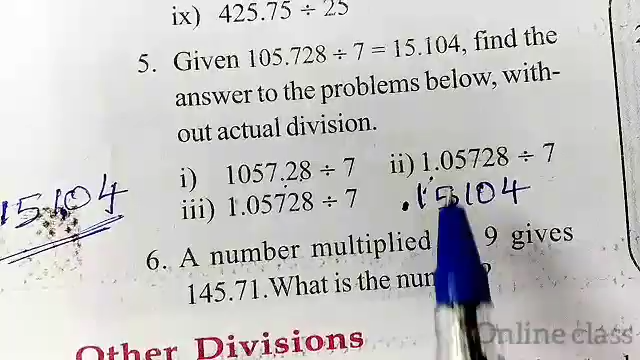 ix) 425.75 ÷ 25
5. Given 105.728 ÷ 7 = 15.104, find the
answer to the problems below, with-
out actual division.
i) 1057.28 ÷ 7 ii) 1.05728 ÷ 7
iii) 1.05728 ÷ 7 .15104
151.04
6. A number multiplied 9 gives
145.71. What is the
Other Divisions
Online class